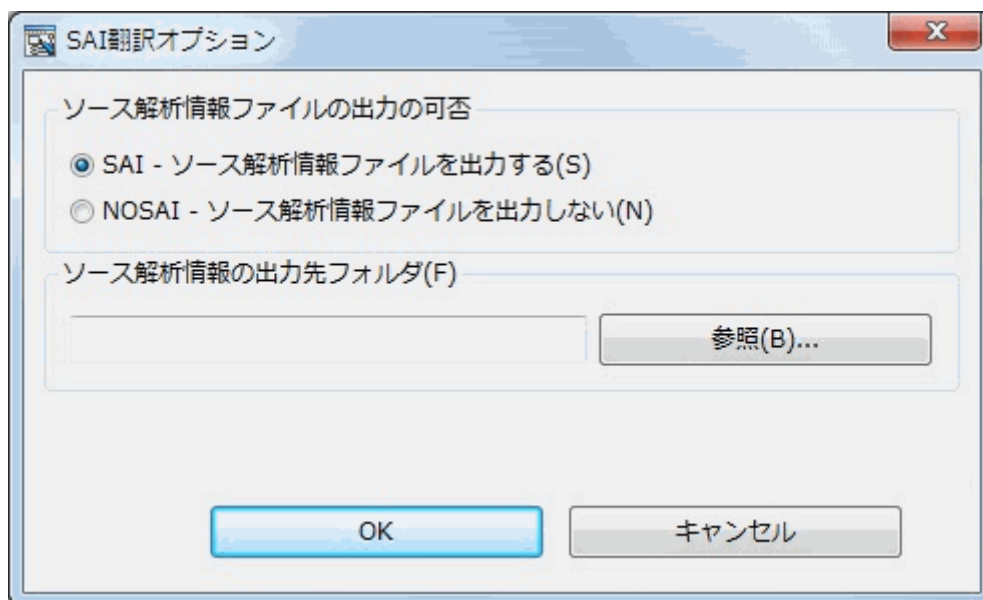 SAI翻訳オプション
ソース解析情報ファイルの出力の可否
SAI - ソース解析情報ファイルを出力する(S)
NOSAI - ソース解析情報ファイルを出力しない(N)
ソース解析情報の出力先フォルダ(F)
参照(B)...
OK
キャンセル